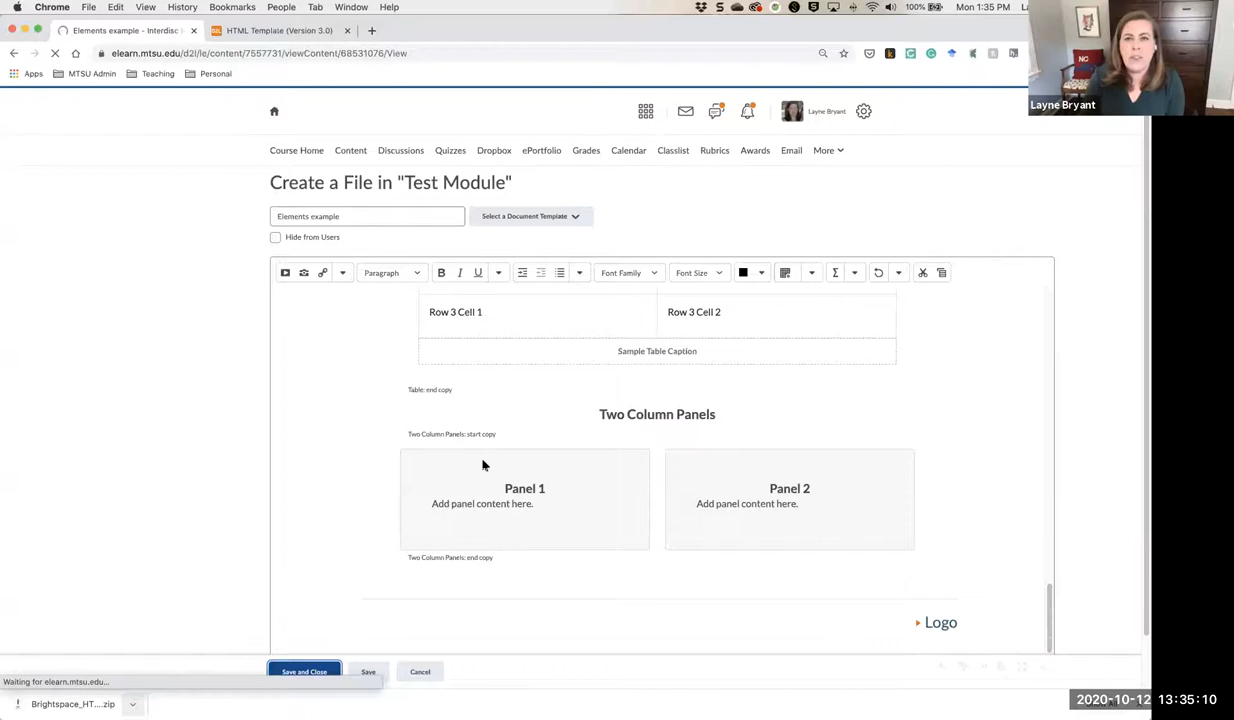 Chrome File Edit View History Bookmarks People Tab Window Help 100% Mon 1:35 PM
Elements example - Interdisc × HTML Template (Version 3.0) × +
elearn.mtsu.edu/d2l/le/content/7557731/viewContent/68531076/View
Apps MTSU Admin Teaching Personal
Layne Bryant
Layne Bryant
Course Home Content Discussions Quizzes Dropbox ePortfolio Grades Calendar Classlist Rubrics Awards Email More
Create a File in "Test Module"
Elements example Select a Document Template
Hide from Users
Paragraph B I U Font Family Font Size Σ
Row 3 Cell 1 Row 3 Cell 2
Sample Table Caption
Table: end copy
Two Column Panels
Two Column Panels: start copy
Panel 1 Panel 2
Add panel content here. Add panel content here.
Two Column Panels: end copy
Logo
Save and Close Save Cancel
Waiting for elearn.mtsu.edu...
Brightspace_HT....zip
2020-10-12 13:35:10